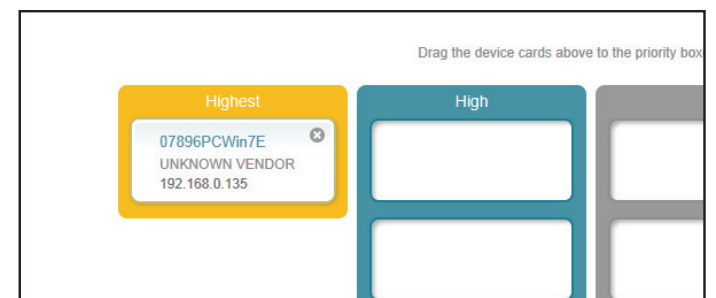 Drag the device cards above to the priority box
Highest
High
07896PCWin7E
UNKNOWN VENDOR
192.168.0.135